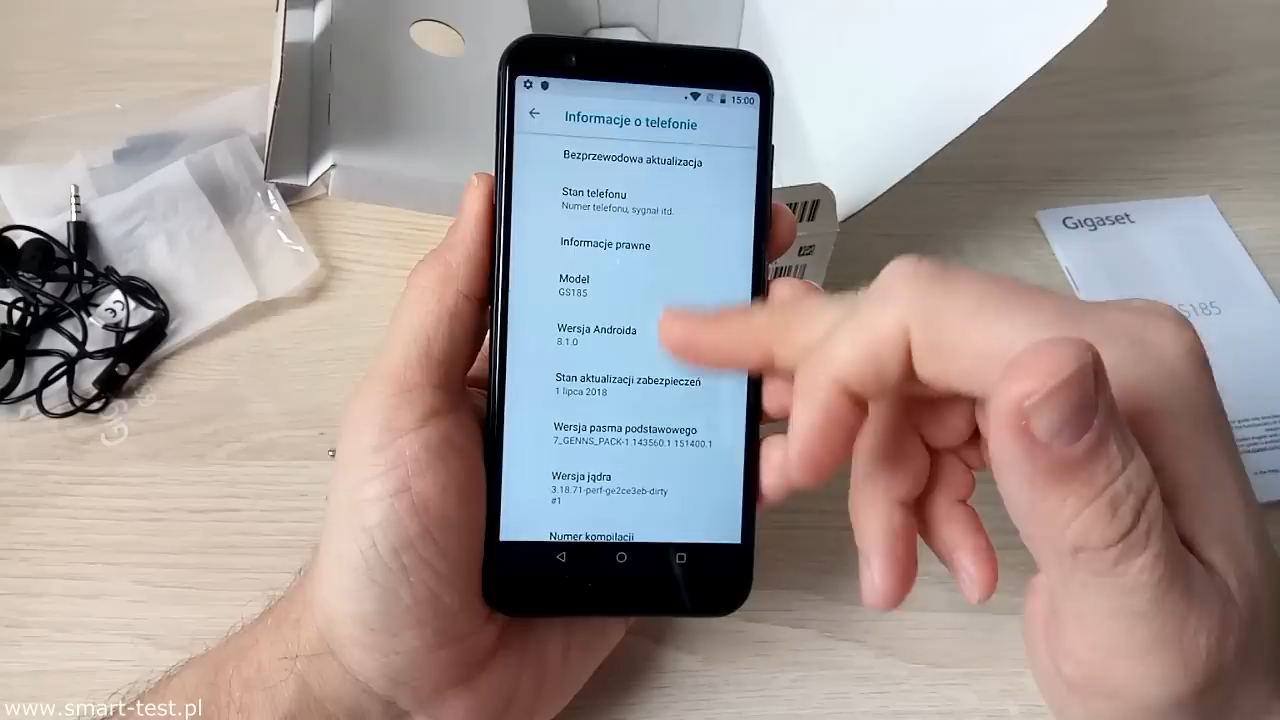 15:00
Informacje o telefonie
Bezprzewodowa aktualizacja
Stan telefonu
Numer telefonu, sygnał itd.
Informacje prawne
Model
GS185
Wersja Androida
8.1.0
Stan aktualizacji zabezpieczeń
1 lipca 2018
Wersja pasma podstawowego
7_GENNS_PACK-1.143560.1 151400.1
Wersja jądra
3.18.71-perf-ge2ce3eb-dirty
#1
Numer kompilacji
Gigaset
S185
www.smart-test.pl